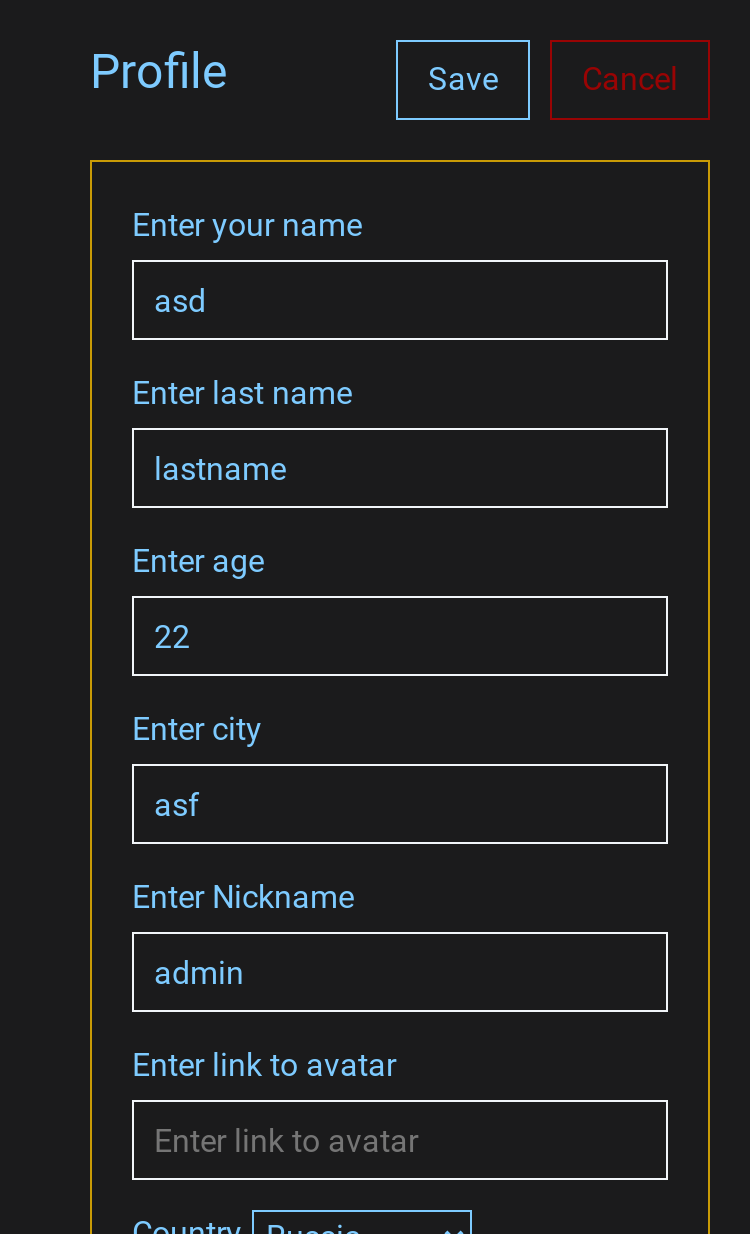 Profile
Save
Cancel
Enter your name
asd
Enter last name
lastname
Enter age
22
Enter city
asf
Enter Nickname
admin
Enter link to avatar
Enter link to avatar
Country Russia